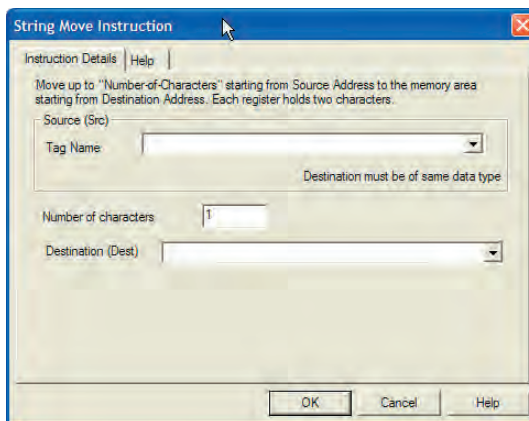 String Move Instruction
Instruction Details Help
Move up to "Number-of-Characters" starting from Source Address to the memory area
starting from Destination Address. Each register holds two characters.
Source (Src)
Tag Name
Destination must be of same data type
Number of characters 1
Destination (Dest)
OK Cancel Help